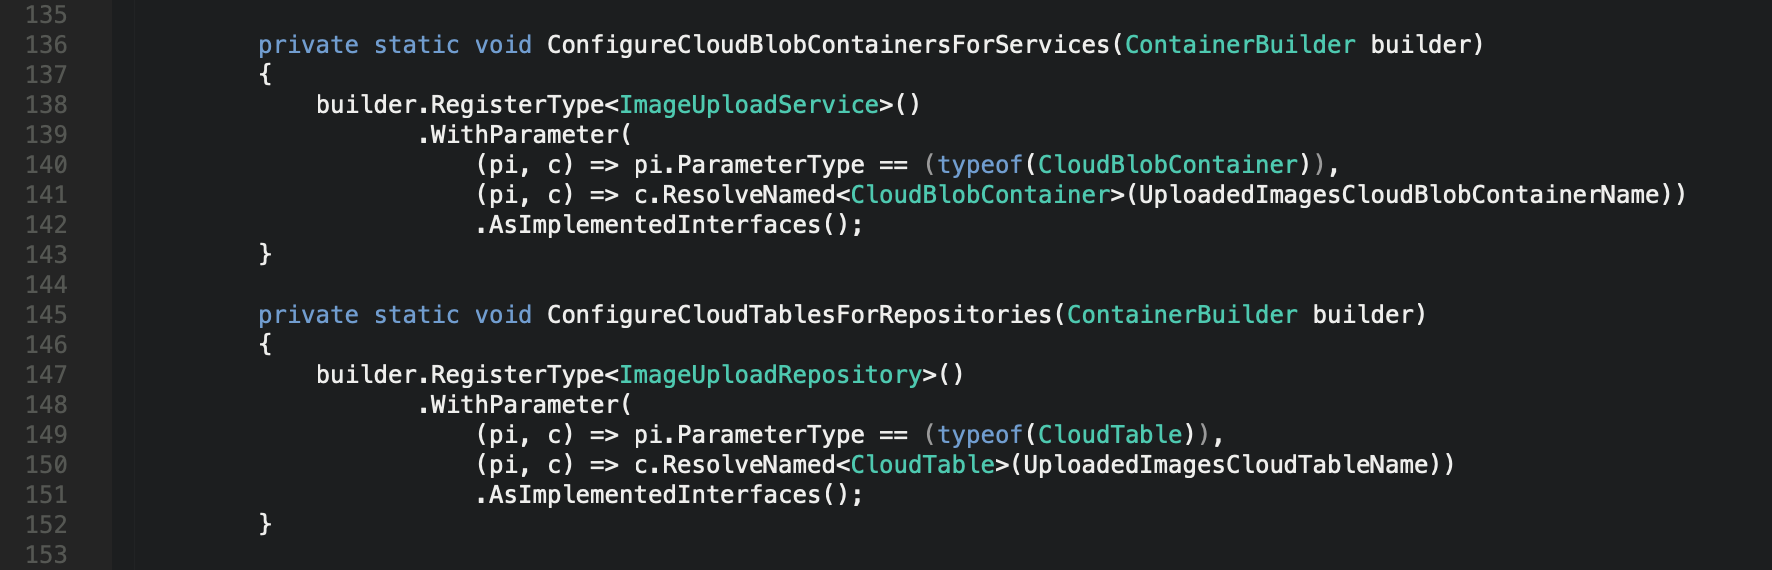 135
136 private static void ConfigureCloudBlobContainersForServices(ContainerBuilder builder)
137 {
138 builder.RegisterType<ImageUploadService>()
139 .WithParameter(
140 (pi, c) => pi.ParameterType == (typeof(CloudBlobContainer)),
141 (pi, c) => c.ResolveNamed<CloudBlobContainer>(UploadedImagesCloudBlobContainerName))
142 .AsImplementedInterfaces();
143 }
144
145 private static void ConfigureCloudTablesForRepositories(ContainerBuilder builder)
146 {
147 builder.RegisterType<ImageUploadRepository>()
148 .WithParameter(
149 (pi, c) => pi.ParameterType == (typeof(CloudTable)),
150 (pi, c) => c.ResolveNamed<CloudTable>(UploadedImagesCloudTableName))
151 .AsImplementedInterfaces();
152 }
153